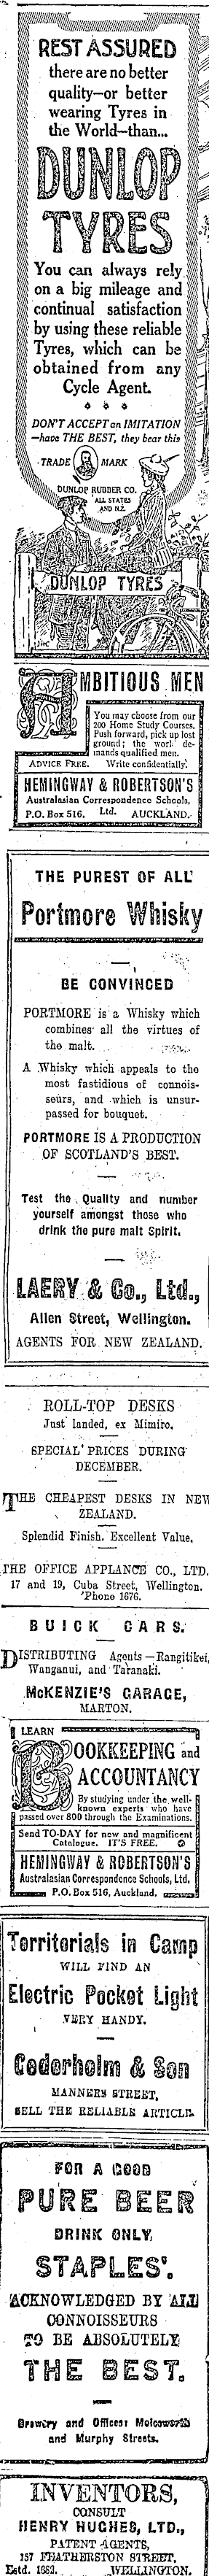 REST ASSURED
there are no better
quality—or better
wearing Tyres in
the World—than...
DUNLOP
TYRES
You can always rely
on a big mileage and
continual satisfaction
by using these reliable
Tyres, which can be
obtained from any
Cycle Agent.
DON'T ACCEPT an IMITATION
—have THE BEST, they bear this
TRADE MARK
DUNLOP RUBBER CO.
ALL STATES
AND N.Z.
DUNLOP TYRES
AMBITIOUS MEN
You may choose from our
200 Home Study Courses.
Push forward, pick up lost
ground; the world de-
mands qualified men.
ADVICE FREE. Write confidentially.
HEMINGWAY & ROBERTSON'S
Australasian Correspondence Schools,
P.O. Box 516. Ltd. AUCKLAND.
THE PUREST OF ALL
Portmore Whisky
BE CONVINCED
PORTMORE is a Whisky which
combines all the virtues of
the malt.
A Whisky which appeals to the
most fastidious of connois-
seurs, and which is unsur-
passed for bouquet.
PORTMORE IS A PRODUCTION
OF SCOTLAND'S BEST.
Test the Quality and number
yourself amongst those who
drink the pure malt Spirit.
LAERY & Co., Ltd.,
Allen Street, Wellington.
AGENTS FOR NEW ZEALAND.
ROLL-TOP DESKS
Just landed, ex Mimiro.
SPECIAL PRICES DURING
DECEMBER.
THE CHEAPEST DESKS IN NEW
ZEALAND.
Splendid Finish. Excellent Value.
THE OFFICE APPLIANCE CO., LTD.
17 and 19, Cuba Street, Wellington.
'Phone 1676.
BUICK CARS.
DISTRIBUTING Agents—Rangitikei,
Wanganui, and Taranaki.
McKENZIE'S GARAGE,
MARTON.
LEARN
BOOKKEEPING and
ACCOUNTANCY
By studying under the well-
known experts who have
passed over 800 through the Examinations.
Send TO-DAY for new and magnificent
Catalogue. IT'S FREE.
HEMINGWAY & ROBERTSON'S
Australasian Correspondence Schools, Ltd.
P.O. Box 516, Auckland.
Territorials in Camp
WILL FIND AN
Electric Pocket Light
VERY HANDY.
Cederholm & Son
MANNERS STREET,
SELL THE RELIABLE ARTICLE.
FOR A GOOD
PURE BEER
DRINK ONLY
STAPLES'.
ACKNOWLEDGED BY ALL
CONNOISSEURS
TO BE ABSOLUTELY
THE BEST.
Brewery and Offices: Molesworth
and Murphy Streets.
INVENTORS,
CONSULT
HENRY HUGHES, LTD.,
PATENT AGENTS,
157 FEATHERSTON STREET,
Estd. 1882. WELLINGTON.